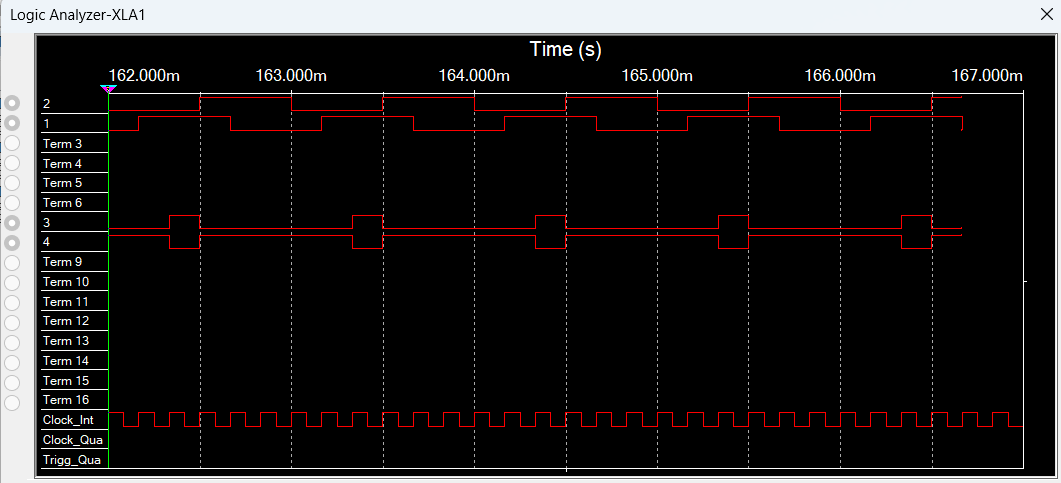 Logic Analyzer-XLA1
Time (s)
162.000m 163.000m 164.000m 165.000m 166.000m 167.000m
2
1
Term 3
Term 4
Term 5
Term 6
3
4
Term 9
Term 10
Term 11
Term 12
Term 13
Term 14
Term 15
Term 16
Clock_Int
Clock_Qua
Trigg_Qua